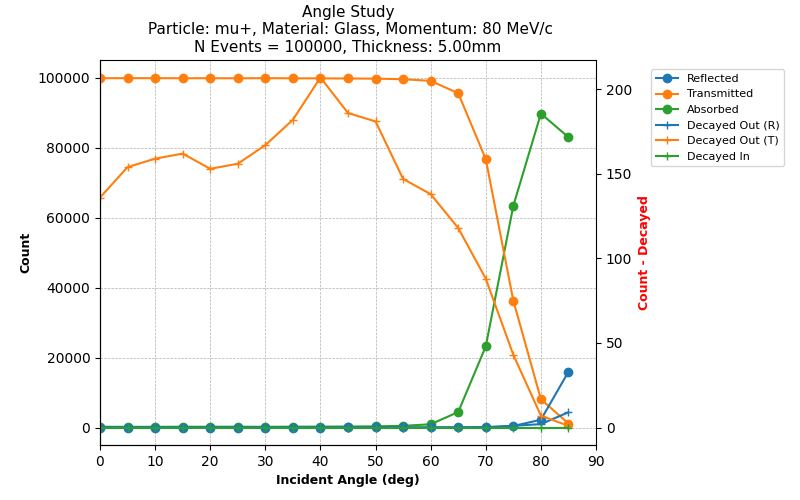 Angle Study
Particle: mu+, Material: Glass, Momentum: 80 MeV/c
N Events = 100000, Thickness: 5.00mm
100000
80000
60000
40000
20000
0
Count
0
10
20
30
40
50
60
70
80
90
Incident Angle (deg)
200
150
100
50
0
Count - Decayed
Reflected
Transmitted
Absorbed
Decayed Out (R)
Decayed Out (T)
Decayed In